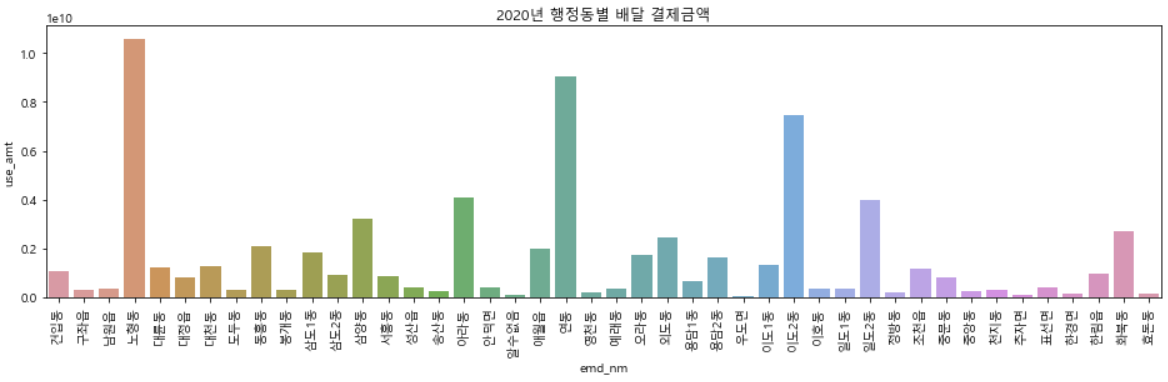 2020년 행정동별 배달 결제금액
1e10
1.0
0.8
0.6
0.4
0.2
0.0
use_amt
건입동 구좌읍 남원읍 노형동 대륜동 대정읍 대천동 도두동 동홍동 봉개동 삼도1동 삼도2동 삼양동 서홍동 성산읍 송산동 아라동 안덕면 알수없음 애월읍 연동 영천동 예래동 오라동 외도동 용담1동 용담2동 우도면 이도1동 이도2동 이호동 일도1동 일도2동 정방동 조천읍 중문동 중앙동 천지동 추자면 표선면 한경면 한림읍 화북동 효돈동
emd_nm